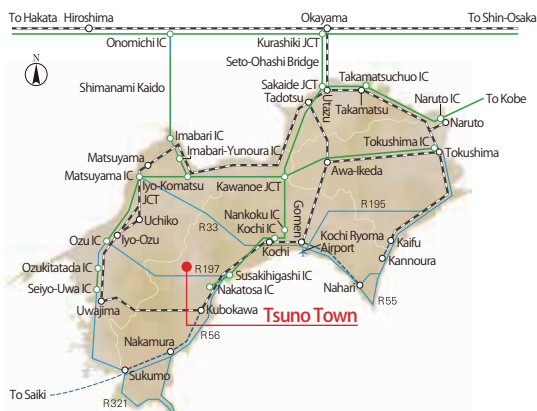 To Hakata
Hiroshima
Okayama
To Shin-Osaka
Onomichi IC
Kurashiki JCT
Seto-Ohashi Bridge
N
Shimanami Kaido
Sakaide JCT
Takamatsuchuo IC
Tadotsu
Utazu
Takamatsu
Naruto IC
To Kobe
Naruto
Imabari IC
Imabari-Yunoura IC
Tokushima IC
Tokushima
Matsuyama
Matsuyama IC
Iyo-Komatsu
JCT
Kawanoe JCT
Awa-Ikeda
Uchiko
R33
Nankoku IC
Kochi IC
Gomen
R195
Ozu IC
Iyo-Ozu
Kochi
Kochi Ryoma
Airport
Kaifu
Kannoura
Ozukitatada IC
R197
Susakihigashi IC
Seiyo-Uwa IC
Nakatosa IC
Nahari
R55
Uwajima
Kubokawa
Tsuno Town
R56
Nakamura
Sukumo
To Saiki
R321